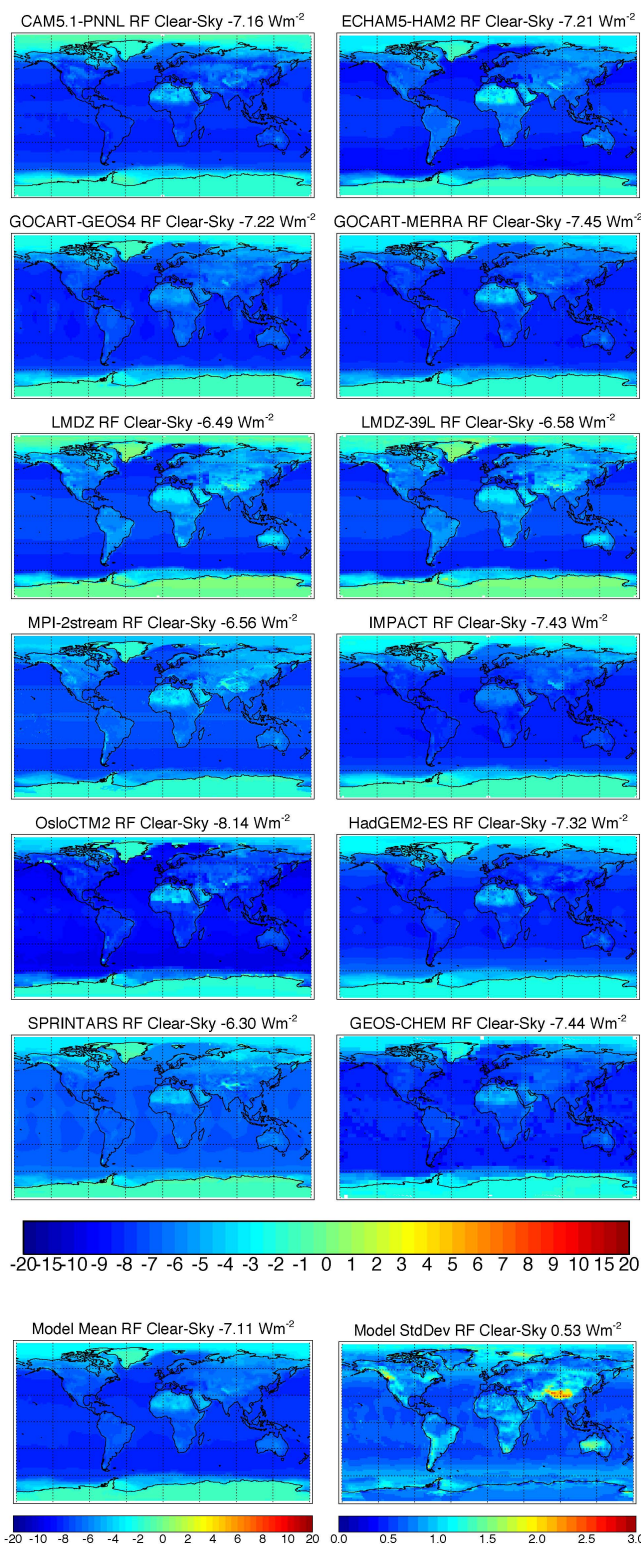 CAM5.1-PNNL RF Clear-Sky -7.16 Wm⁻²
ECHAM5-HAM2 RF Clear-Sky -7.21 Wm⁻²
GOCART-GEOS4 RF Clear-Sky -7.22 Wm⁻²
GOCART-MERRA RF Clear-Sky -7.45 Wm⁻²
LMDZ RF Clear-Sky -6.49 Wm⁻²
LMDZ-39L RF Clear-Sky -6.58 Wm⁻²
MPI-2stream RF Clear-Sky -6.56 Wm⁻²
IMPACT RF Clear-Sky -7.43 Wm⁻²
OsloCTM2 RF Clear-Sky -8.14 Wm⁻²
HadGEM2-ES RF Clear-Sky -7.32 Wm⁻²
SPRINTARS RF Clear-Sky -6.30 Wm⁻²
GEOS-CHEM RF Clear-Sky -7.44 Wm⁻²
-20 -15 -10 -9 -8 -7 -6 -5 -4 -3 -2 -1 0 1 2 3 4 5 6 7 8 9 10 15 20
Model Mean RF Clear-Sky -7.11 Wm⁻²
Model StdDev RF Clear-Sky 0.53 Wm⁻²
-20 -10 -8 -6 -4 -2 0 2 4 6 8 10 20
0.0 0.5 1.0 1.5 2.0 2.5 3.0